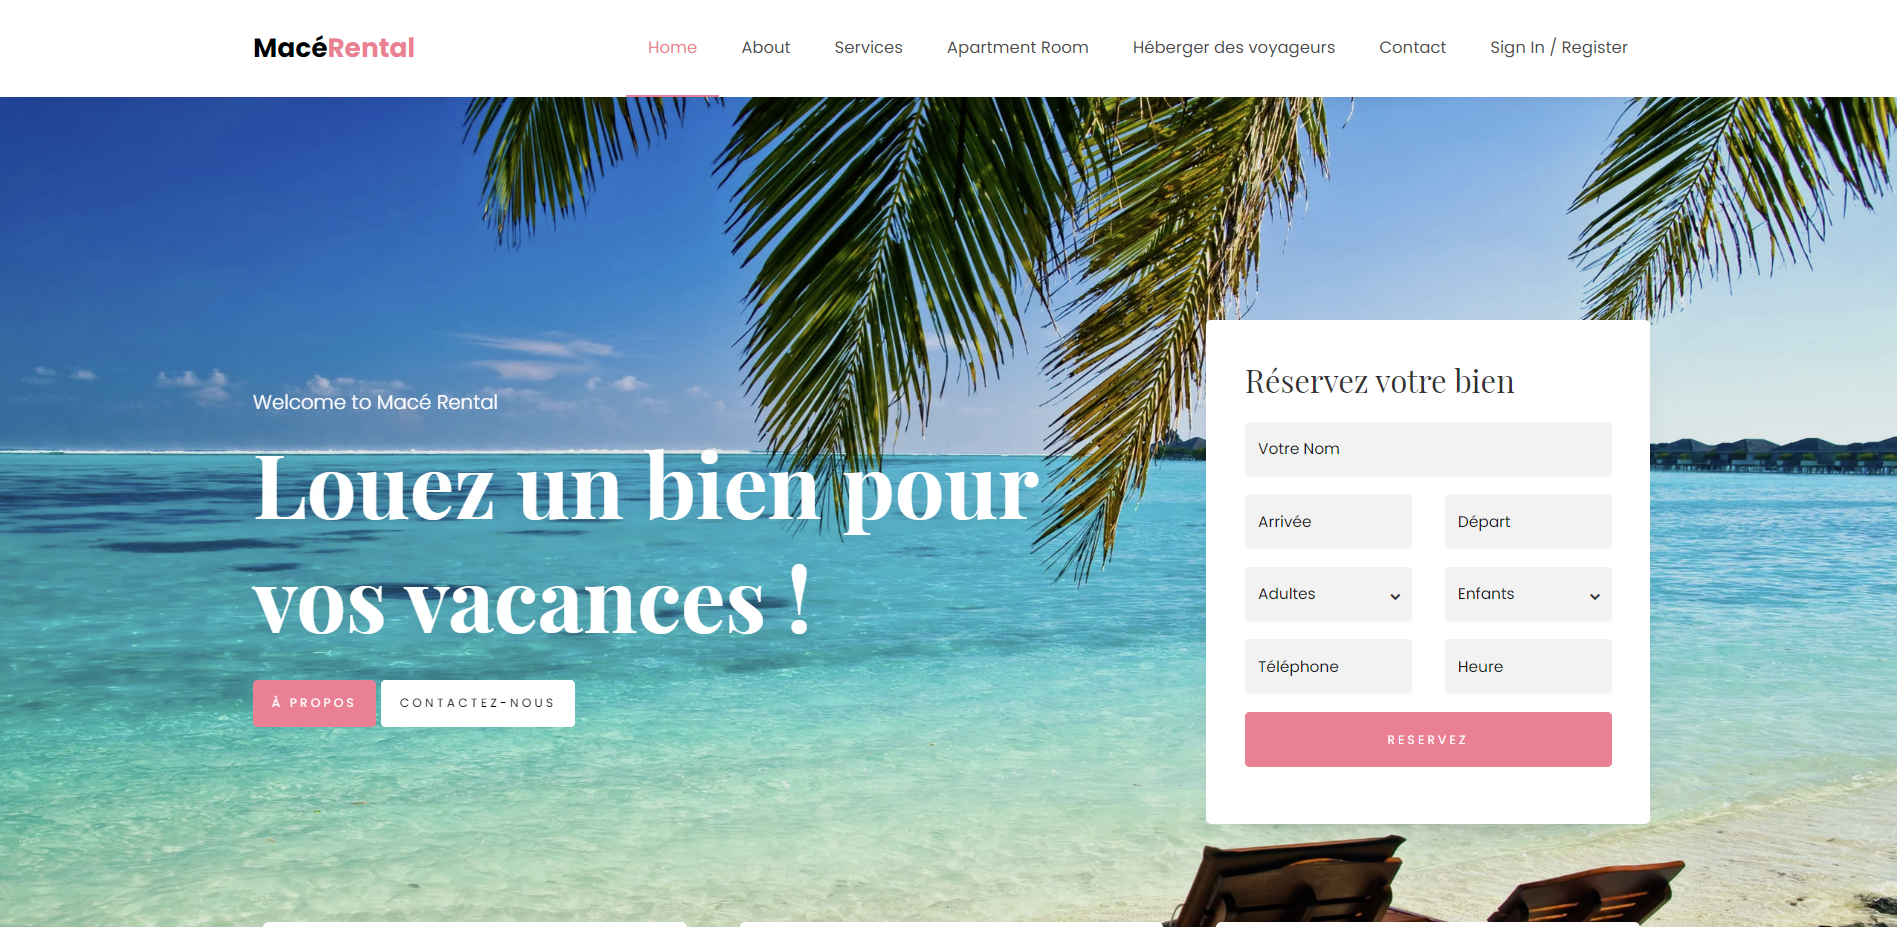 MacéRental
Home About Services Apartment Room Héberger des voyageurs Contact Sign In / Register
Welcome to Macé Rental
Louez un bien pour
vos vacances !
À PROPOS CONTACTEZ-NOUS
Réservez votre bien
Votre Nom
Arrivée Départ
Adultes Enfants
Téléphone Heure
RESERVEZ